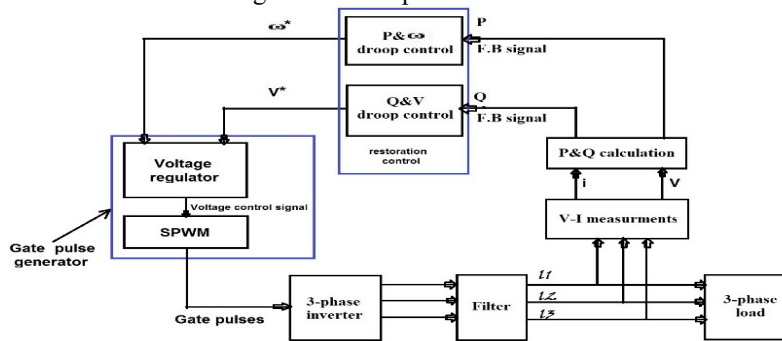 ω*
P&ω
droop control
P
F.B signal
V*
Q&V
droop control
Q
F.B signal
restoration
control
P&Q calculation
i
V
V-I measurments
Voltage
regulator
Voltage control signal
SPWM
Gate pulse
generator
Gate pulses
3-phase
inverter
Filter
l1
l2
l3
3-phase
load